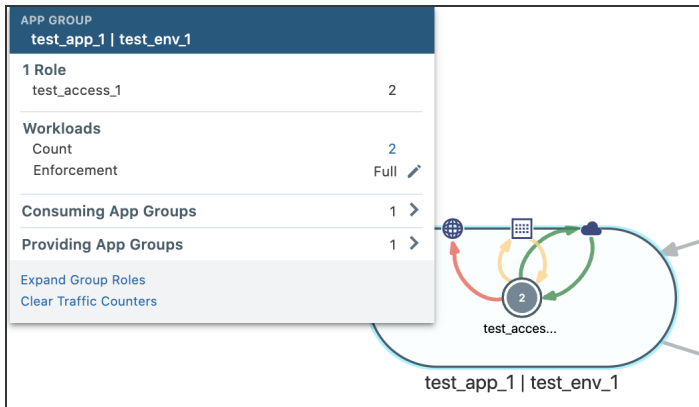 APP GROUP
test_app_1 | test_env_1
1 Role
test_access_1 2
Workloads
Count 2
Enforcement Full
Consuming App Groups 1
Providing App Groups 1
Expand Group Roles
Clear Traffic Counters
2
test_acces...
test_app_1 | test_env_1